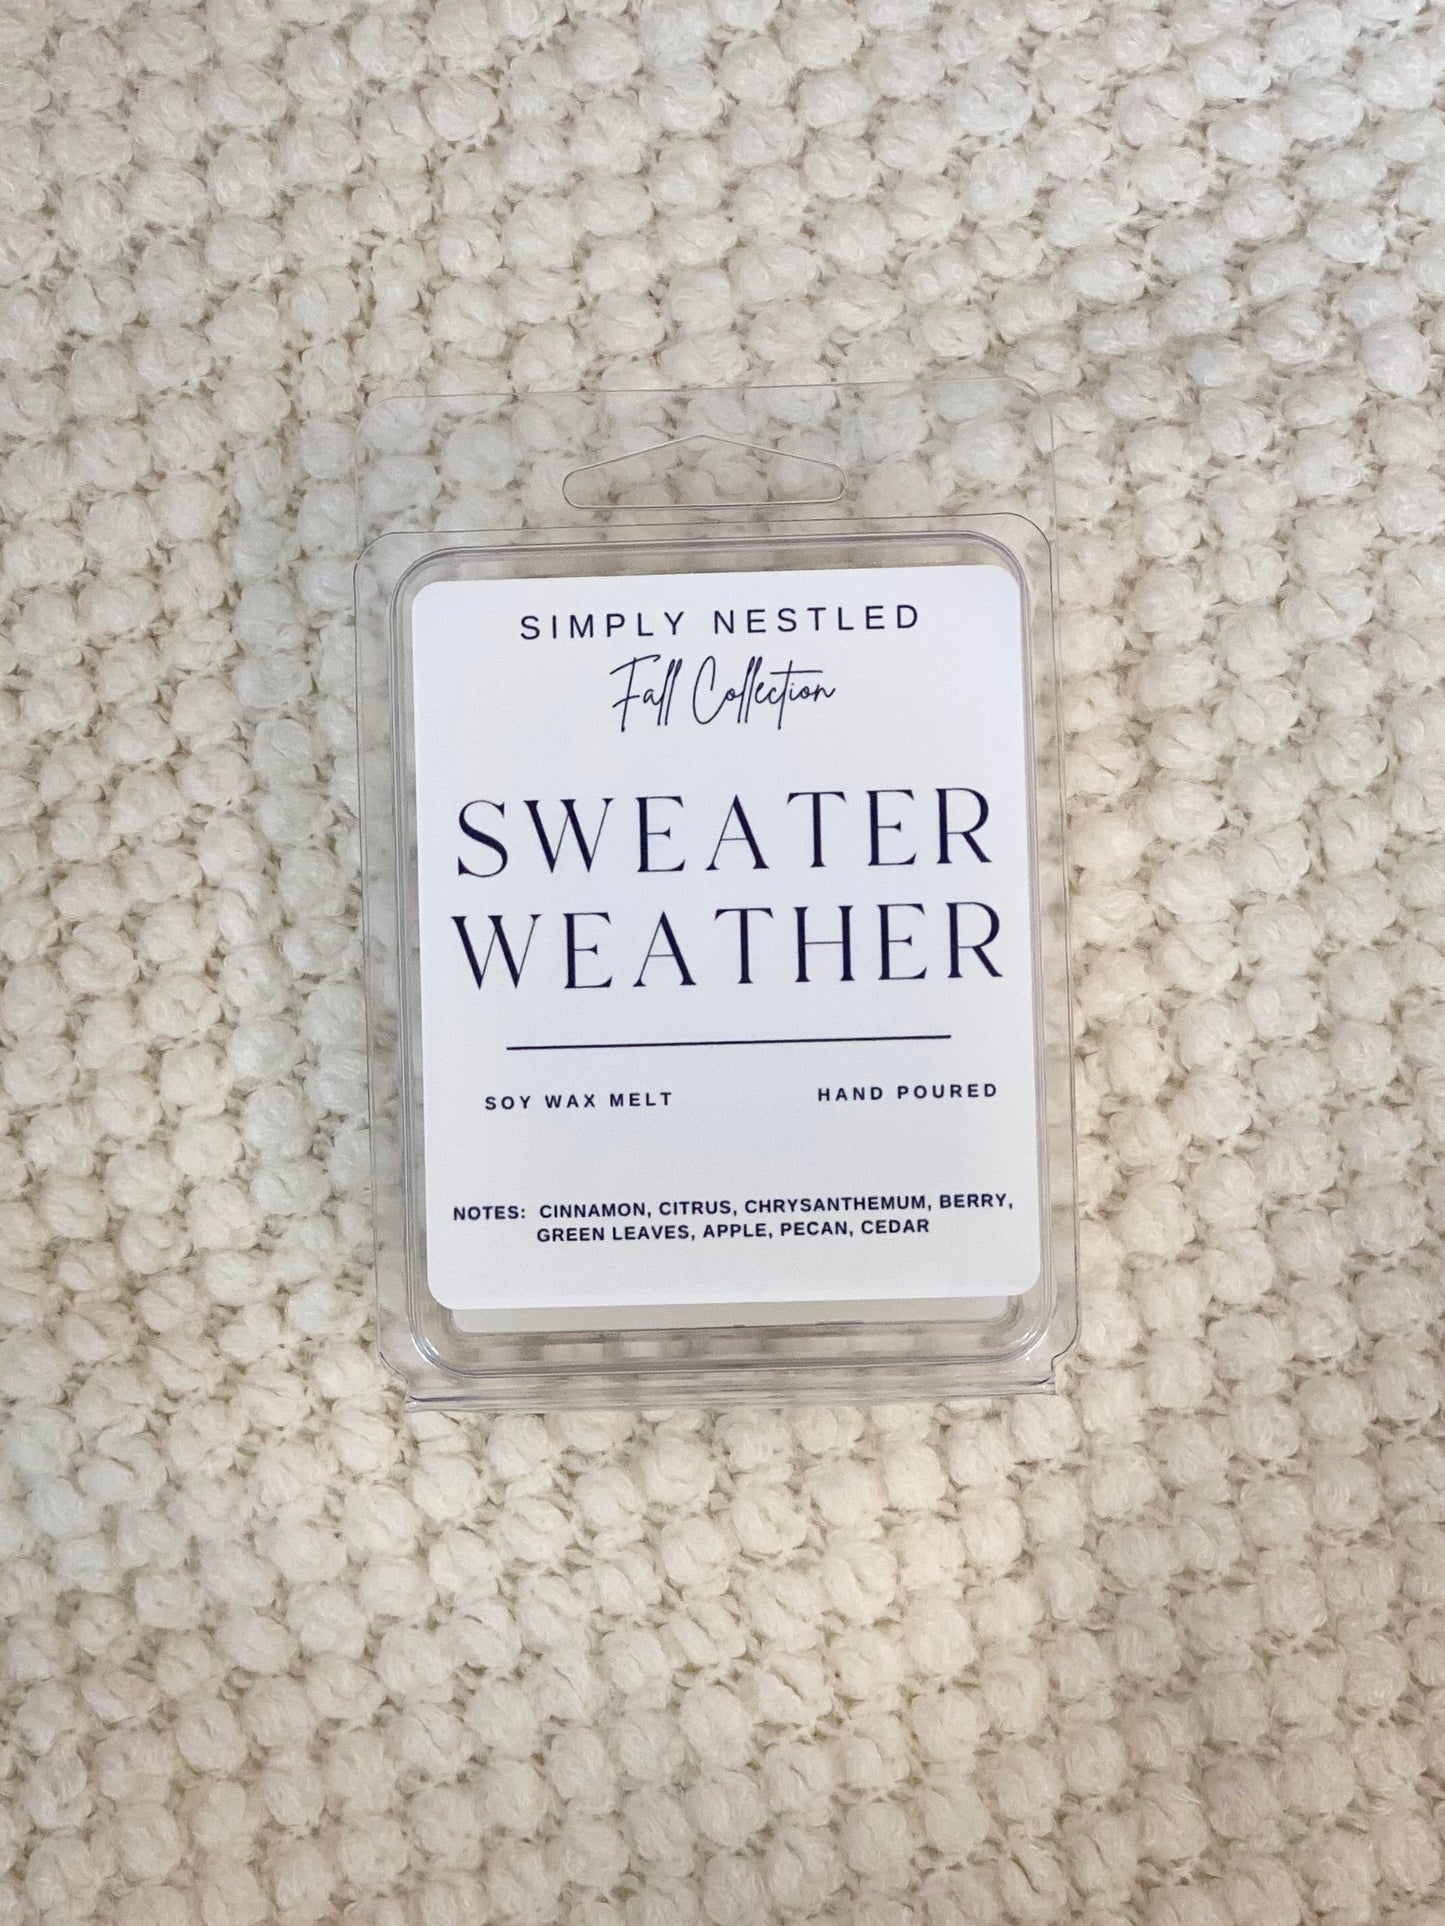 SIMPLY NESTLED
Fall Collection
SWEATER
WEATHER
SOY WAX MELT HAND POURED
NOTES: CINNAMON, CITRUS, CHRYSANTHEMUM, BERRY,
GREEN LEAVES, APPLE, PECAN, CEDAR